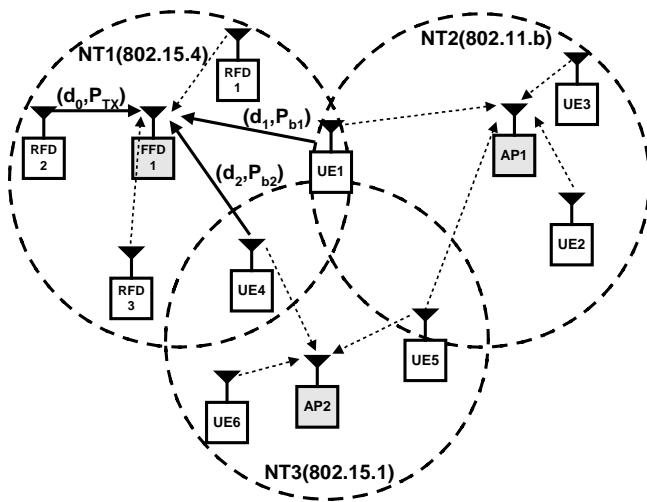 NT1(802.15.4)
NT2(802.11.b)
RFD
1
UE3
(d0,PTX)
(d1,Pb1)
RFD
2
FFD
1
UE1
AP1
(d2,Pb2)
UE2
RFD
3
UE4
UE5
UE6
AP2
NT3(802.15.1)